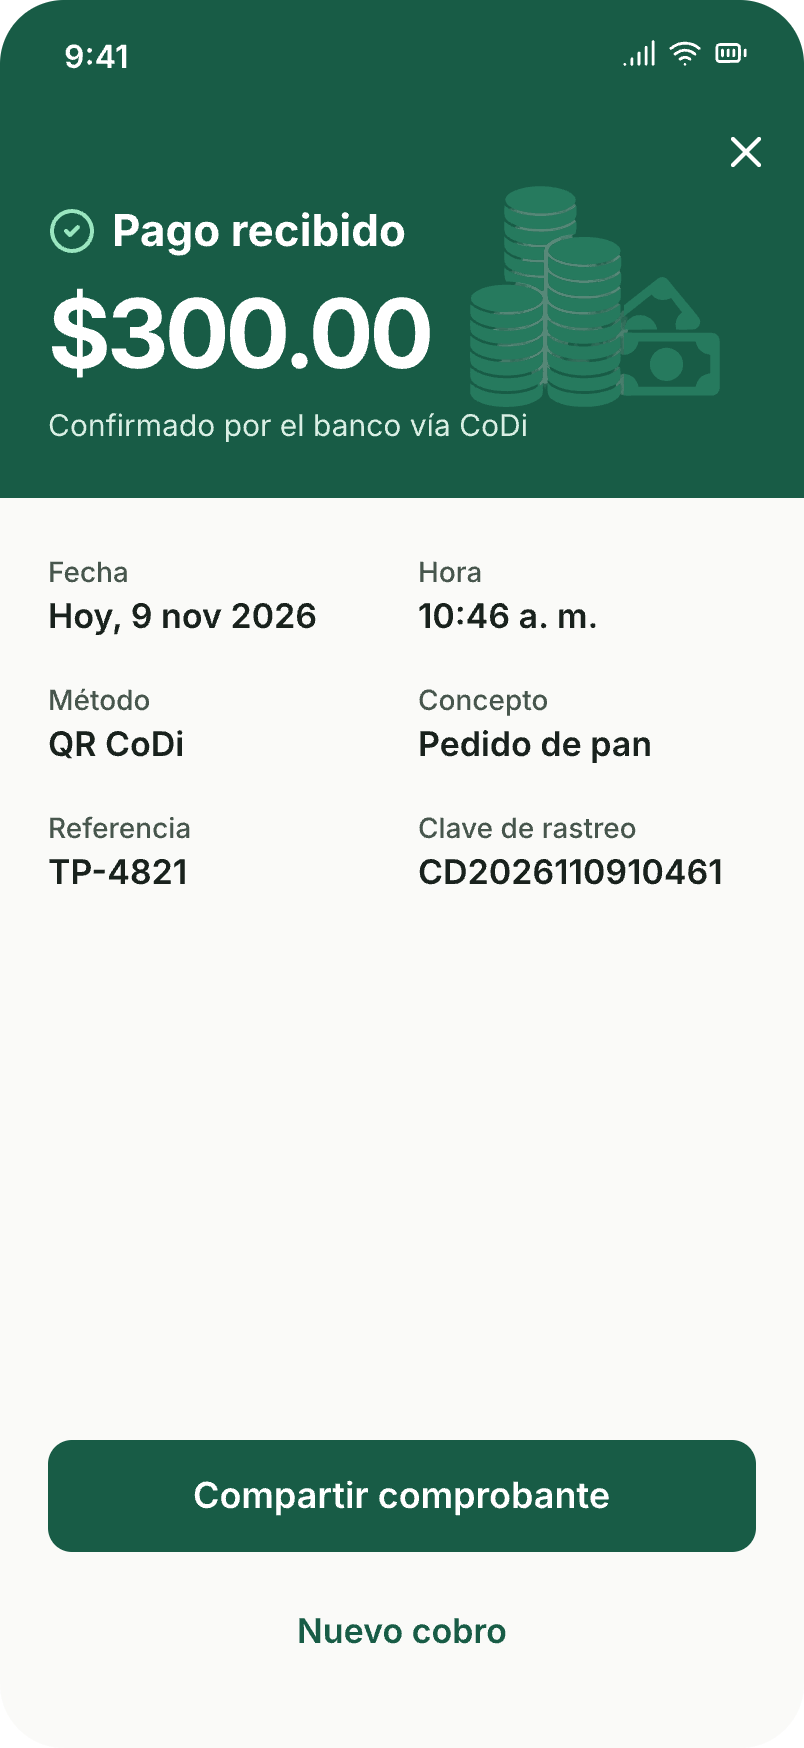 9:41
Pago recibido
$300.00
Confirmado por el banco vía CoDi
Fecha
Hoy, 9 nov 2026
Hora
10:46 a. m.
Método
QR CoDi
Concepto
Pedido de pan
Referencia
TP-4821
Clave de rastreo
CD2026110910461
Compartir comprobante
Nuevo cobro